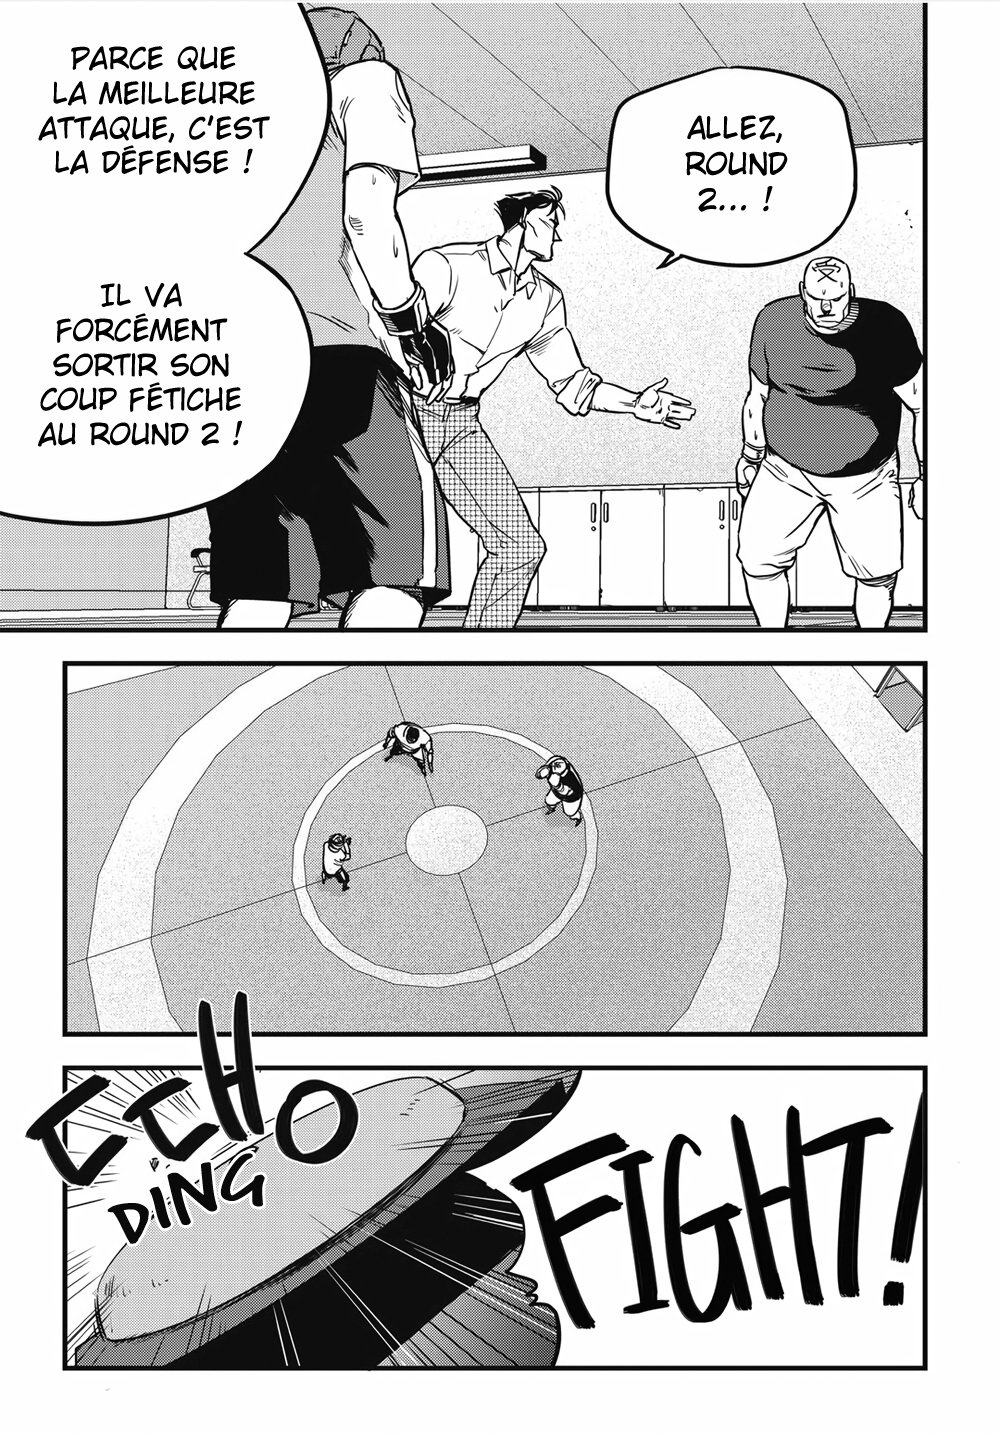 PARCE QUE
LA MEILLEURE
ATTAQUE, C'EST
LA DÉFENSE !
IL VA
FORCÉMENT
SORTIR SON
COUP FÉTICHE
AU ROUND 2 !
ALLEZ,
ROUND
2... !
DING
FIGHT!